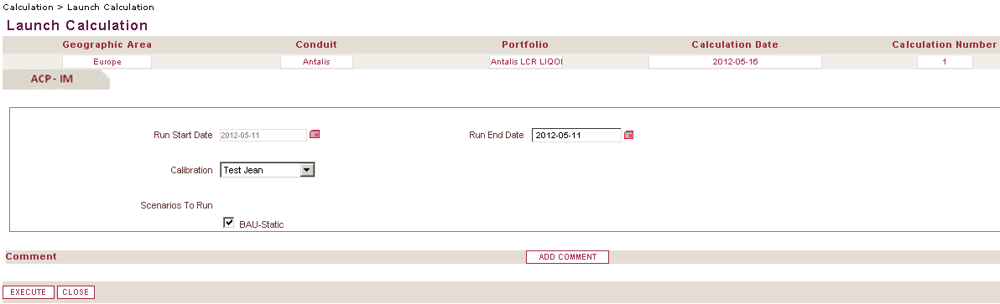 Calculation > Launch Calculation
Launch Calculation
Geographic Area Conduit Portfolio Calculation Date Calculation Number
Europe Antalis Antalis LCR LIQOI 2012-05-16 1
ACP- IM
Run Start Date 2012-05-11 Run End Date 2012-05-11
Calibration Test Jean
Scenarios To Run
BAU-Static
Comment ADD COMMENT
EXECUTE CLOSE